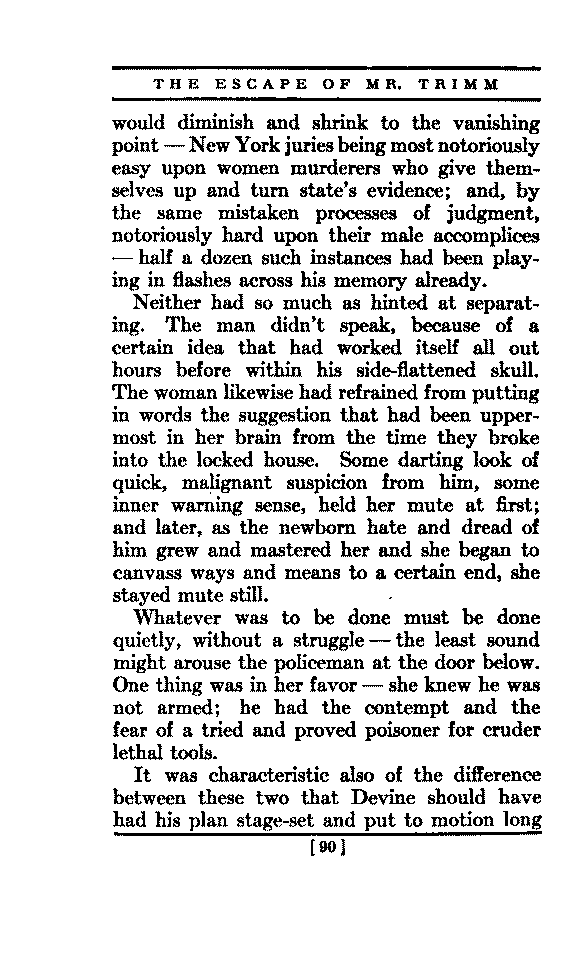 THE ESCAPE OF MR. TRIMM
would diminish and shrink to the vanishing
point — New York juries being most notoriously
easy upon women murderers who give them-
selves up and turn state's evidence; and, by
the same mistaken processes of judgment,
notoriously hard upon their male accomplices
— half a dozen such instances had been play-
ing in flashes across his memory already.
Neither had so much as hinted at separat-
ing. The man didn't speak, because of a
certain idea that had worked itself all out
hours before within his side-flattened skull.
The woman likewise had refrained from putting
in words the suggestion that had been upper-
most in her brain from the time they broke
into the locked house. Some darting look of
quick, malignant suspicion from him, some
inner warning sense, held her mute at first;
and later, as the newborn hate and dread of
him grew and mastered her and she began to
canvass ways and means to a certain end, she
stayed mute still.
Whatever was to be done must be done
quietly, without a struggle — the least sound
might arouse the policeman at the door below.
One thing was in her favor — she knew he was
not armed; he had the contempt and the
fear of a tried and proved poisoner for cruder
lethal tools.
It was characteristic also of the difference
between these two that Devine should have
had his plan stage-set and put to motion long
[90]